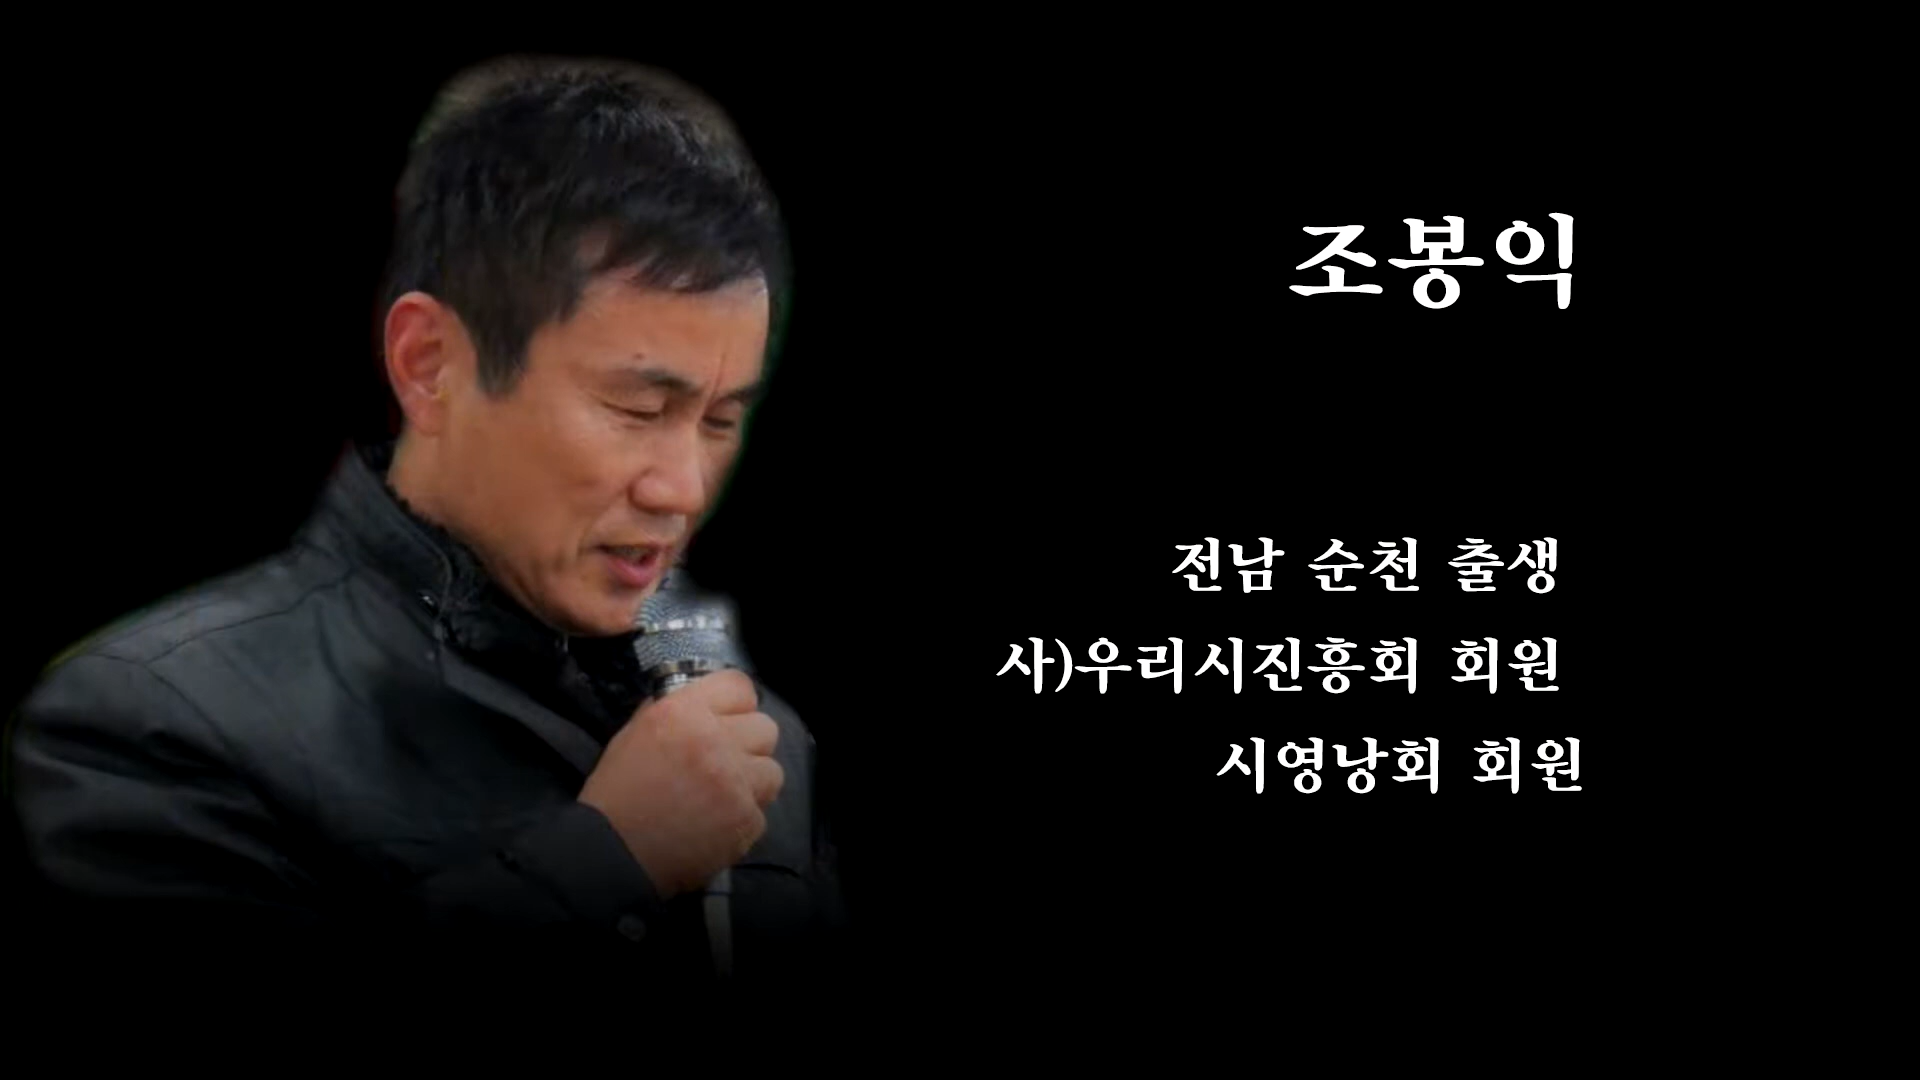 조봉익
전남 순천 출생
사)우리시진흥회 회원
시영낭회 회원